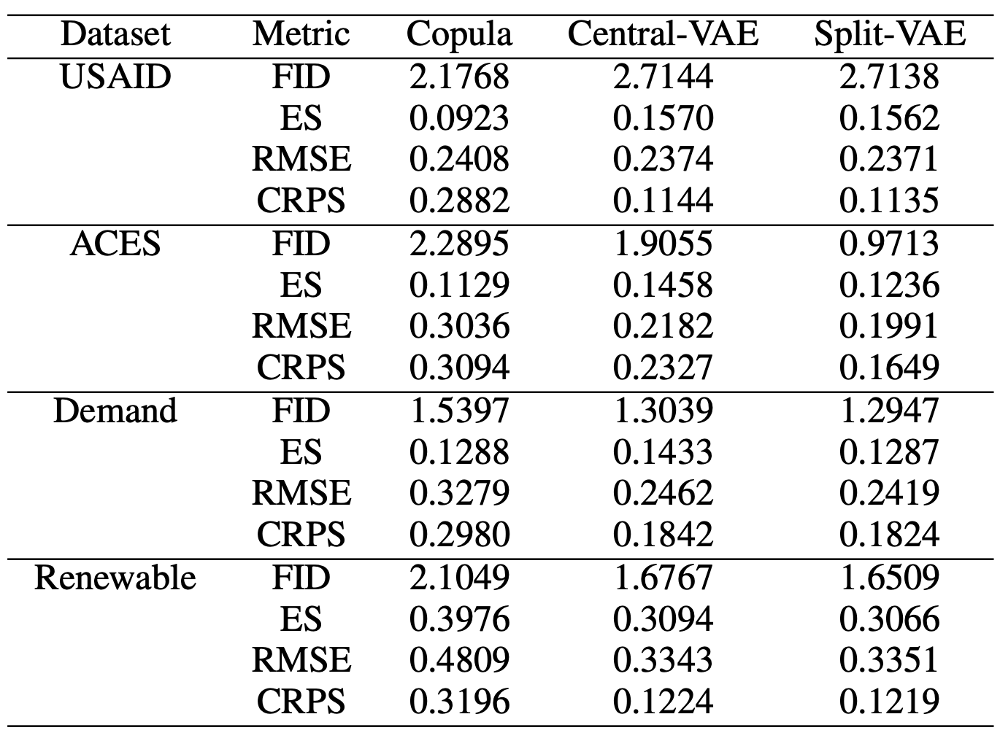 Dataset Metric Copula Central-VAE Split-VAE
USAID FID 2.1768 2.7144 2.7138
ES 0.0923 0.1570 0.1562
RMSE 0.2408 0.2374 0.2371
CRPS 0.2882 0.1144 0.1135
ACES FID 2.2895 1.9055 0.9713
ES 0.1129 0.1458 0.1236
RMSE 0.3036 0.2182 0.1991
CRPS 0.3094 0.2327 0.1649
Demand FID 1.5397 1.3039 1.2947
ES 0.1288 0.1433 0.1287
RMSE 0.3279 0.2462 0.2419
CRPS 0.2980 0.1842 0.1824
Renewable FID 2.1049 1.6767 1.6509
ES 0.3976 0.3094 0.3066
RMSE 0.4809 0.3343 0.3351
CRPS 0.3196 0.1224 0.1219